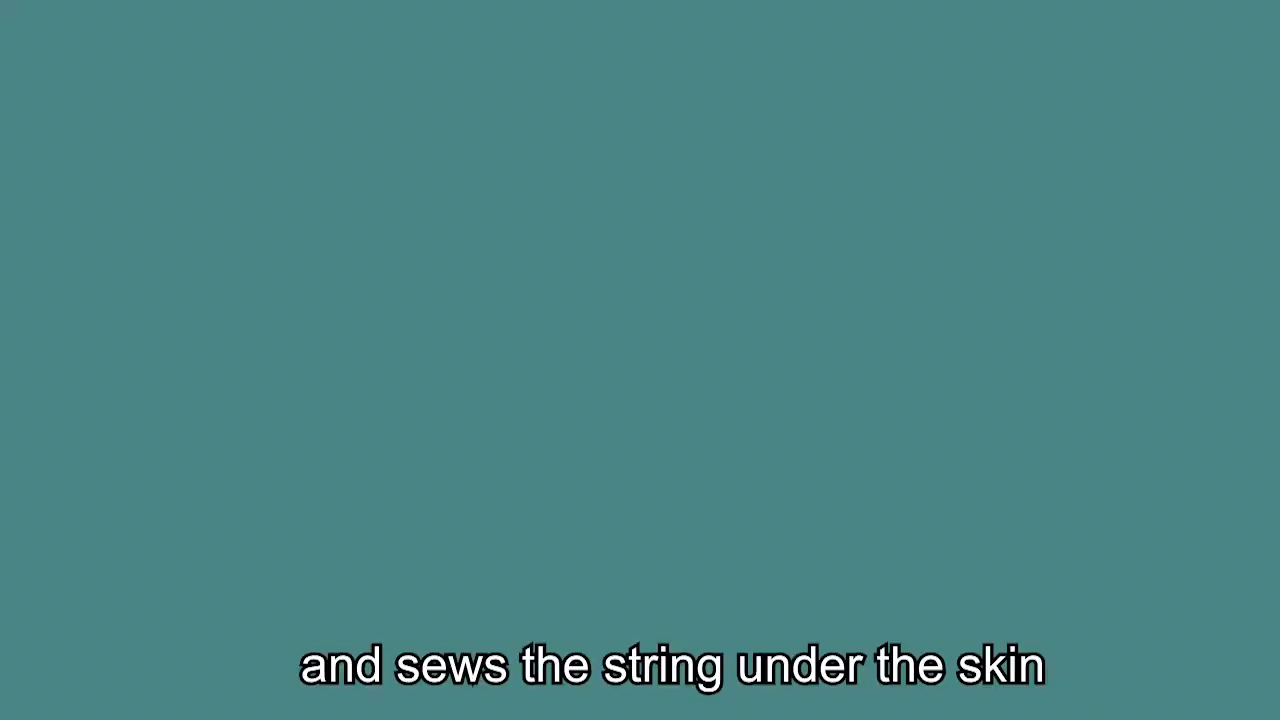 and sews the string under the skin